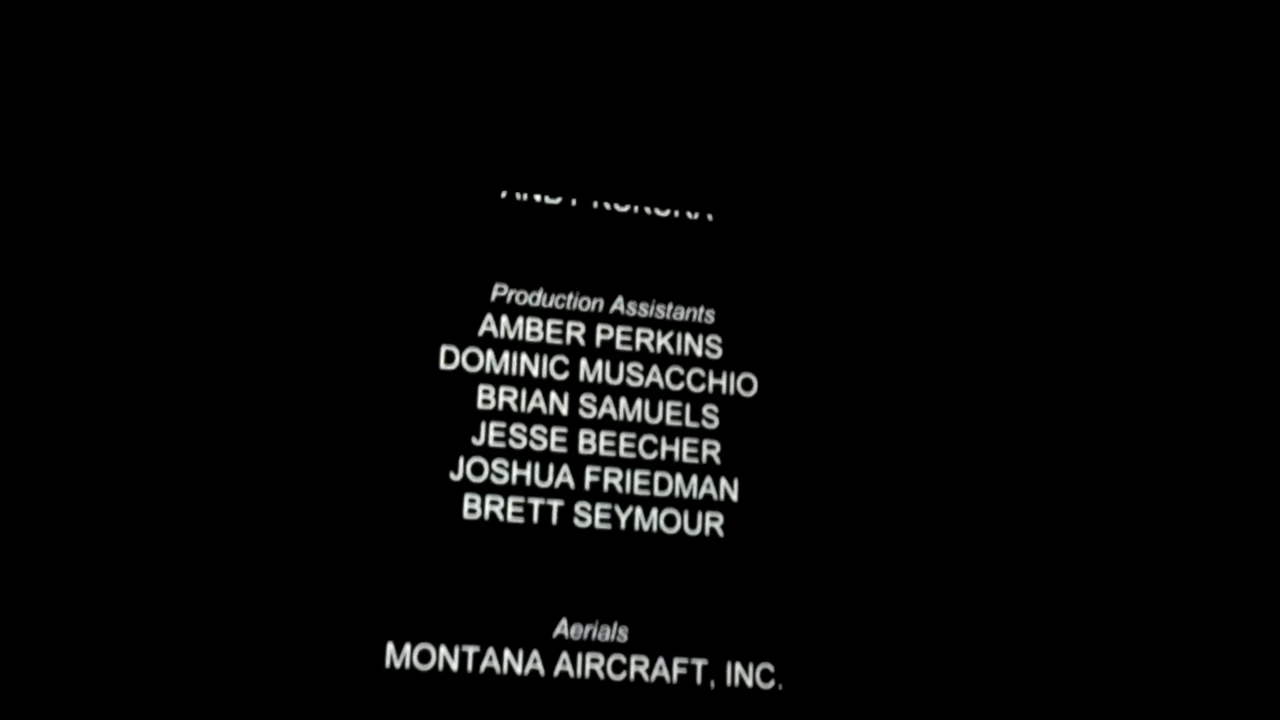 Production Assistants
AMBER PERKINS
DOMINIC MUSACCHIO
BRIAN SAMUELS
JESSE BEECHER
JOSHUA FRIEDMAN
BRETT SEYMOUR
Aerials
MONTANA AIRCRAFT, INC.